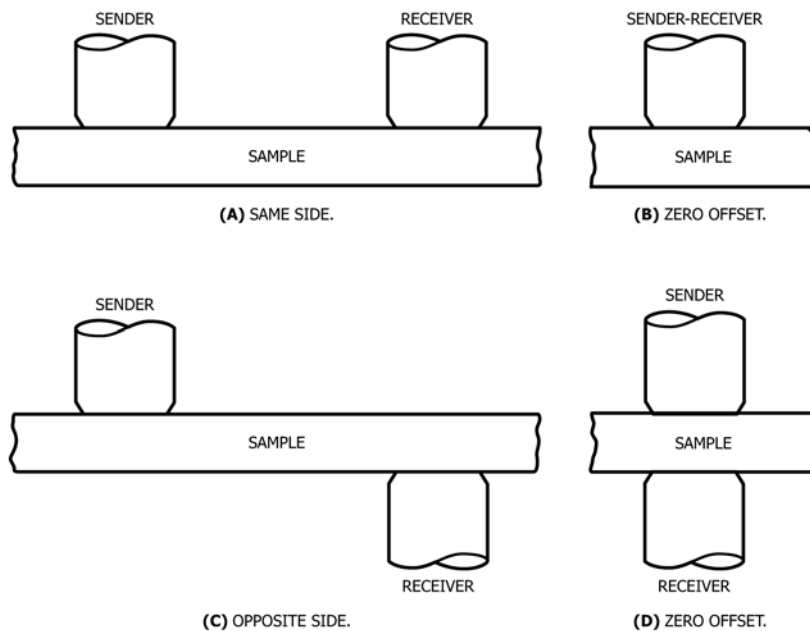 SENDER
RECEIVER
SENDER-RECEIVER
SAMPLE
SAMPLE
(A) SAME SIDE.
(B) ZERO OFFSET.
SENDER
SENDER
SAMPLE
SAMPLE
RECEIVER
RECEIVER
(C) OPPOSITE SIDE.
(D) ZERO OFFSET.